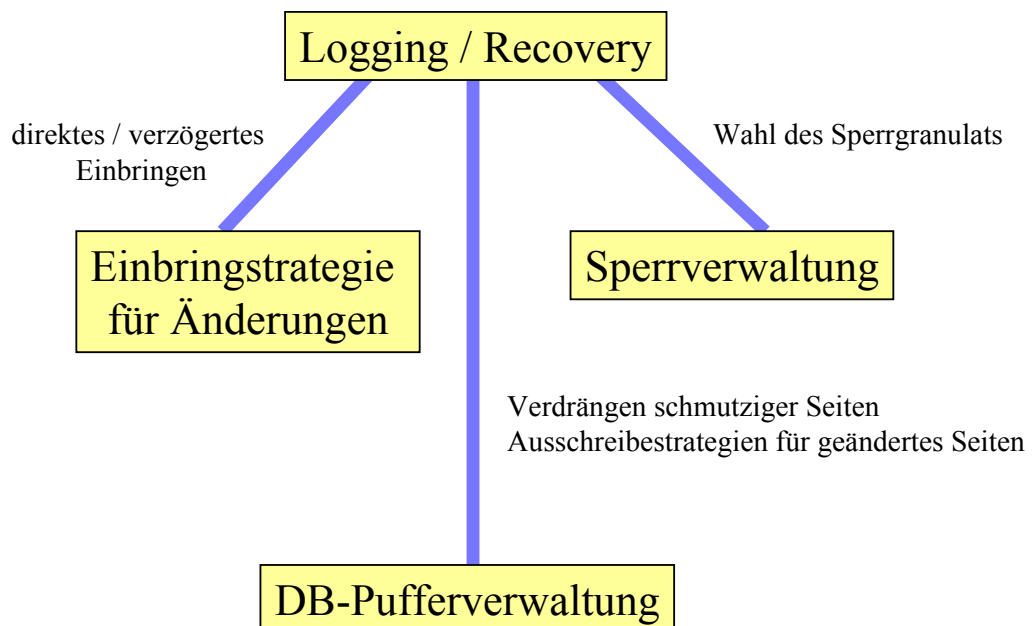 Logging / Recovery
direktes / verzögertes
Einbringen
Wahl des Sperrgranulats
Einbringstrategie
für Änderungen
Sperrverwaltung
Verdrängen schmutziger Seiten
Ausschreibestrategien für geändertes Seiten
DB-Pufferverwaltung